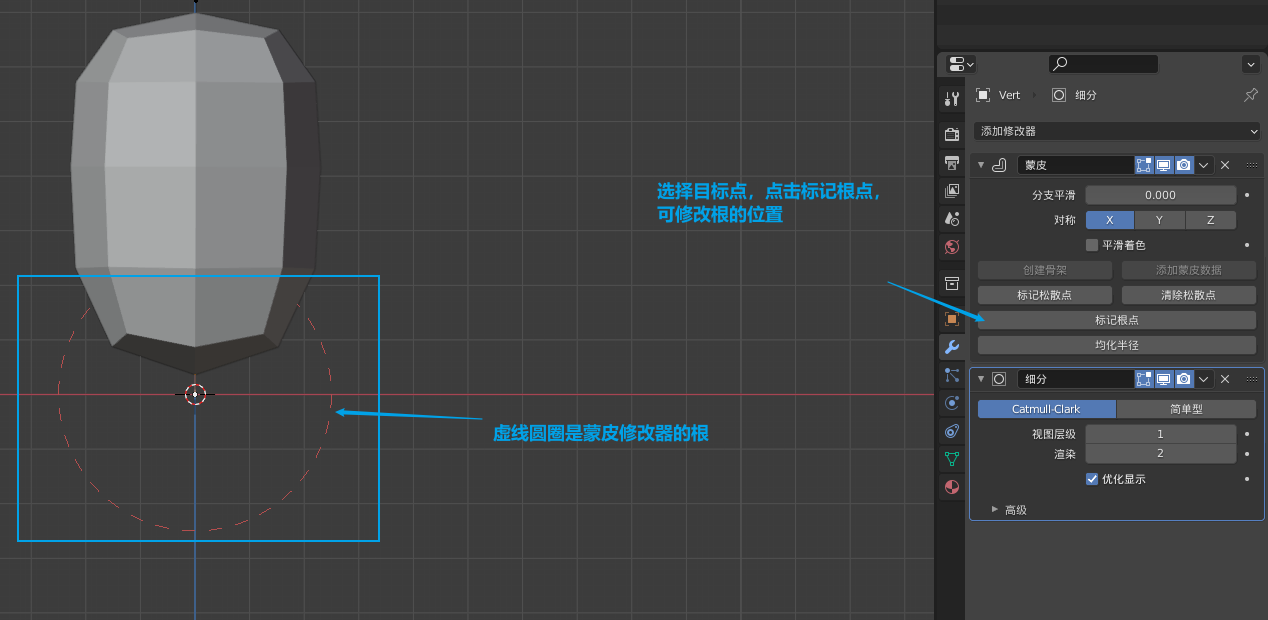 Vert
细分
添加修改器
蒙皮
分支平滑
0.000
对称
X
Y
Z
平滑着色
创建骨架
添加蒙皮数据
标记松散点
清除松散点
标记根点
均化半径
细分
Catmull-Clark
简单型
视图层级
1
渲染
2
优化显示
高级
选择目标点，点击标记根点，
可修改根的位置
虚线圆圈是蒙皮修改器的根